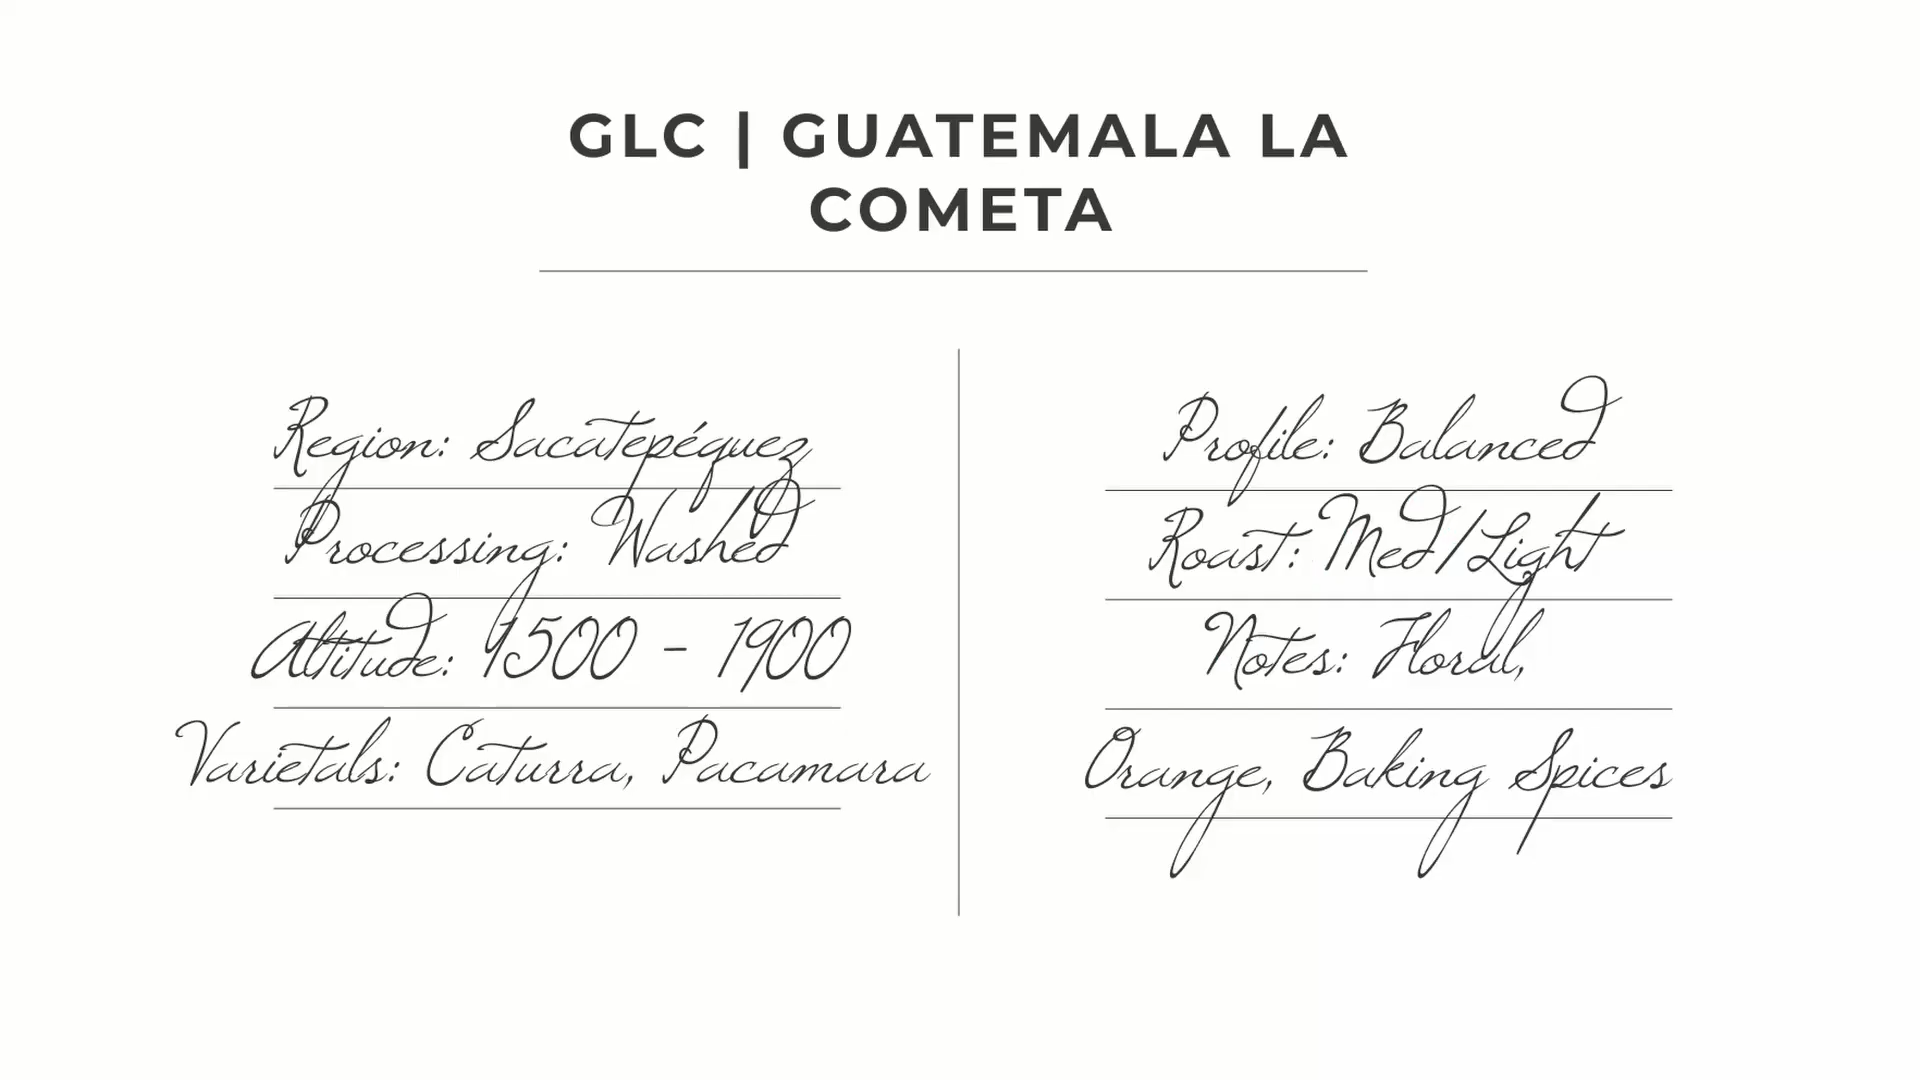 GLC | GUATEMALA LA
COMETA
Region: Sacatepéquez
Processing: Washed
Altitude: 1500 - 1900
Varietals: Caturra, Pacamara
Profile: Balanced
Roast: Med/Light
Notes: Floral,
Orange, Baking Spices